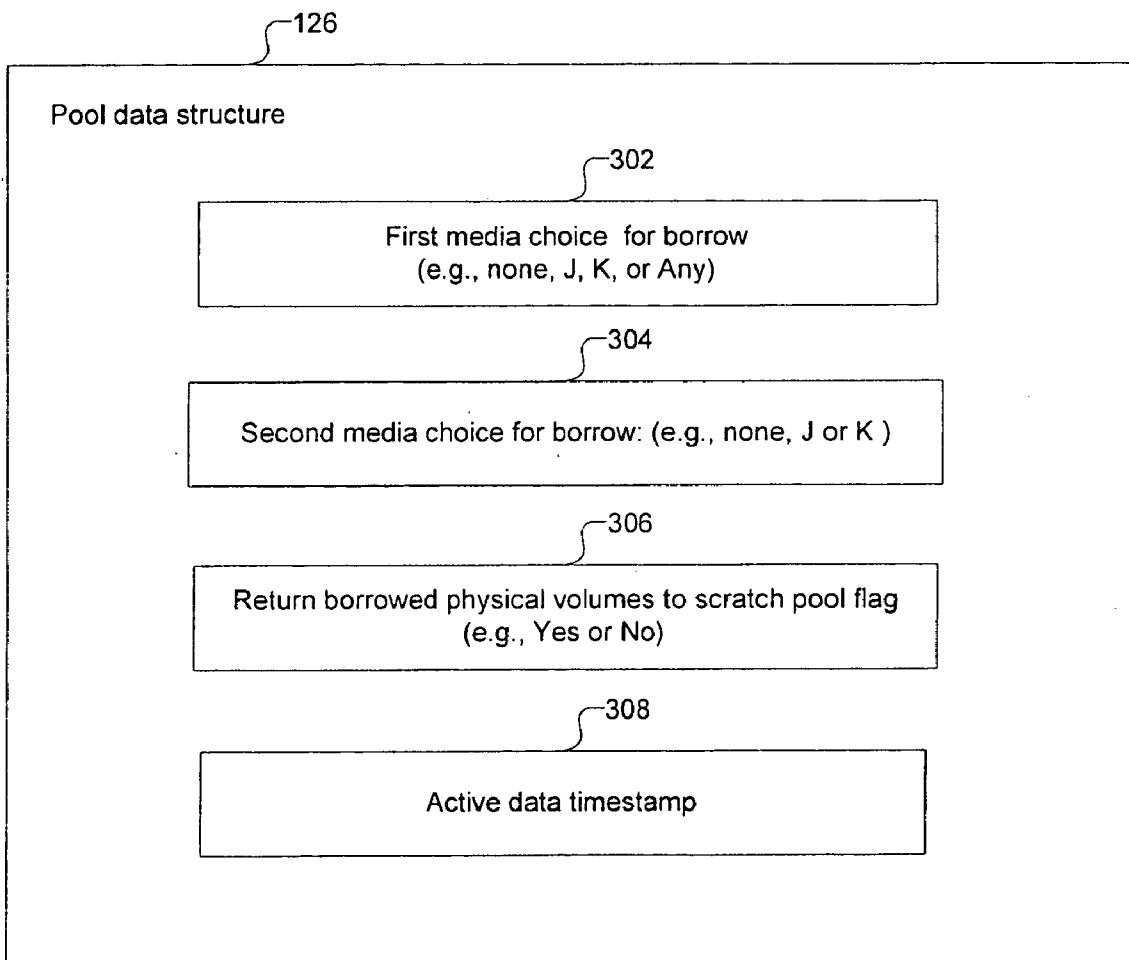 126
Pool data structure
302
First media choice for borrow
(e.g., none, J, K, or Any)
304
Second media choice for borrow: (e.g., none, J or K )
306
Return borrowed physical volumes to scratch pool flag
(e.g., Yes or No)
308
Active data timestamp